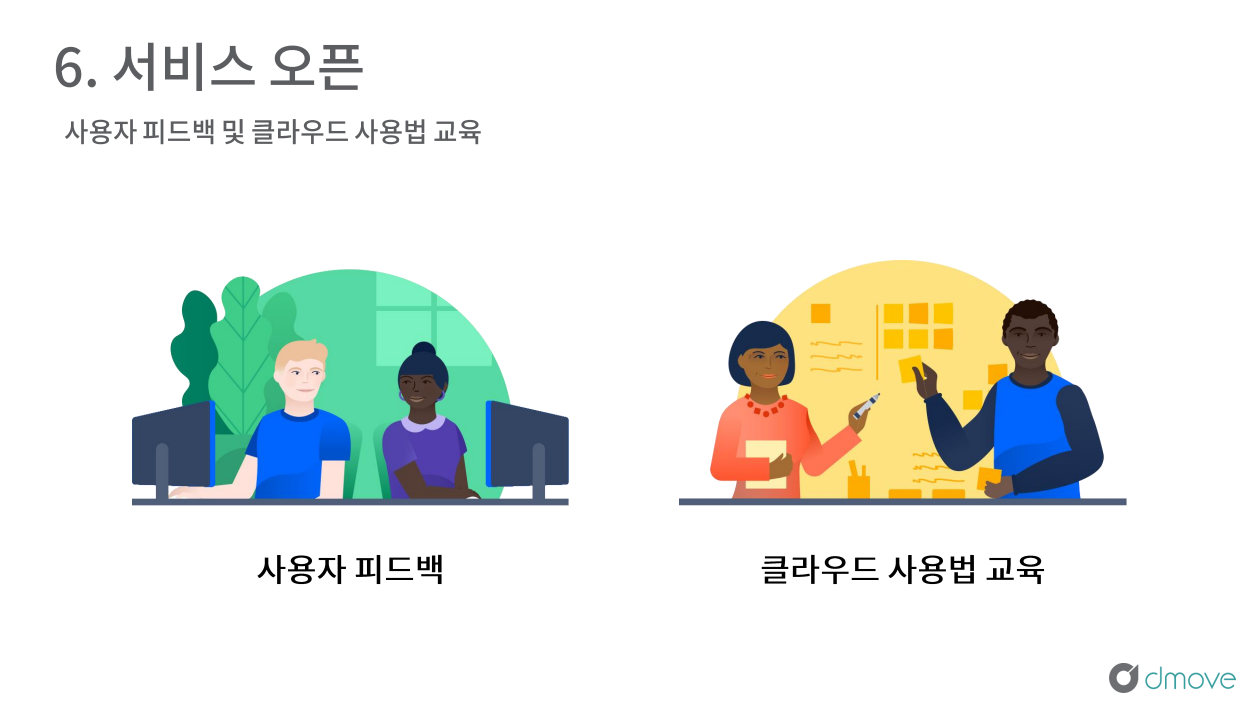 6. 서비스 오픈
사용자 피드백 및 클라우드 사용법 교육
사용자 피드백
클라우드 사용법 교육
dmove